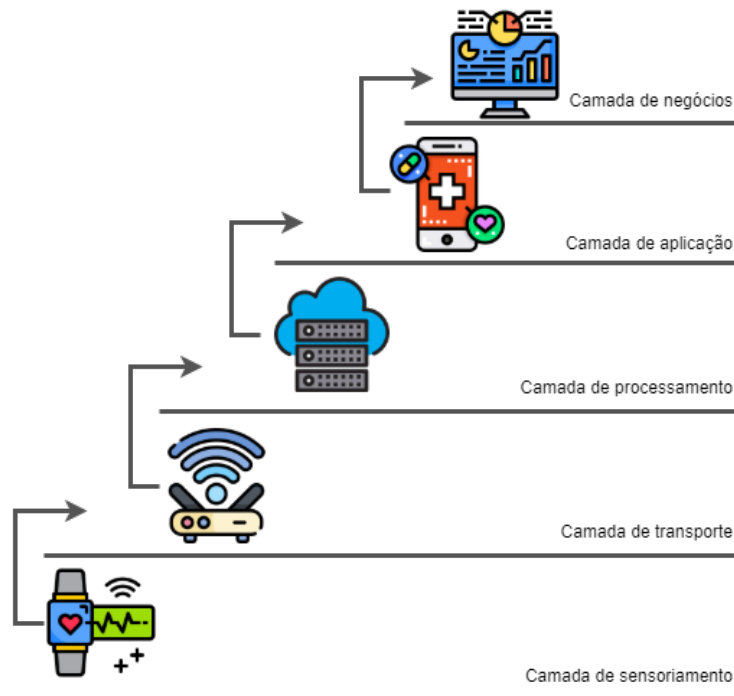 Camada de negócios
Camada de aplicação
Camada de processamento
Camada de transporte
Camada de sensoriamento